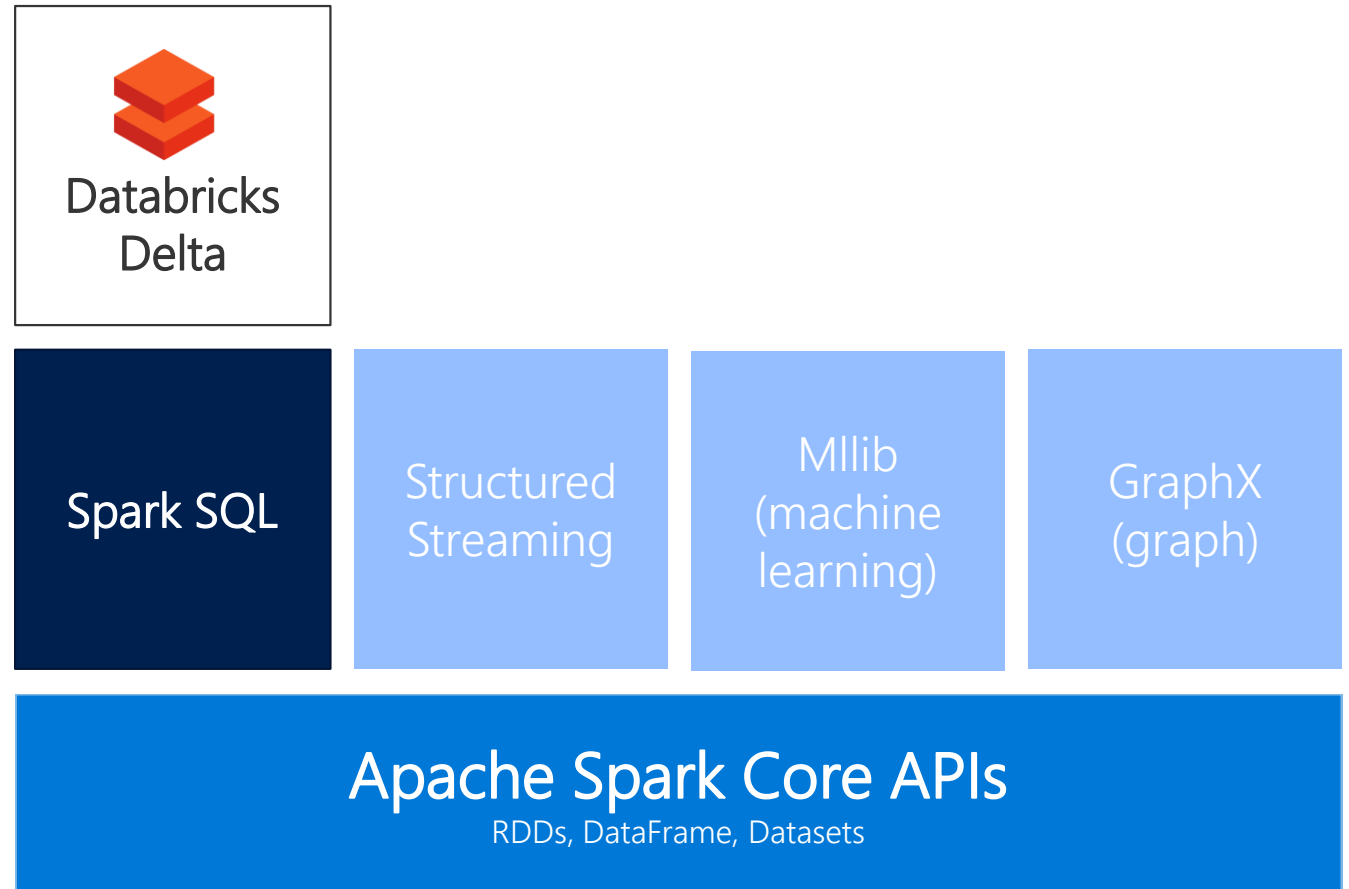 Databricks
Delta
Spark SQL
Structured
Streaming
Mllib
(machine
learning)
GraphX
(graph)
Apache Spark Core APIs
RDDs, DataFrame, Datasets